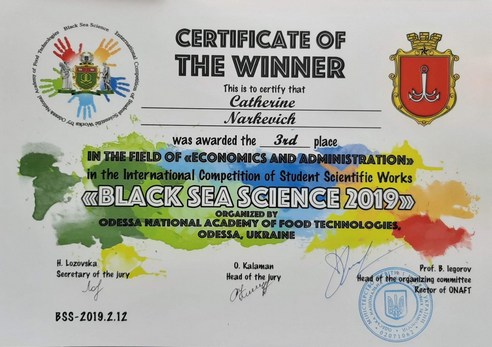 Black Sea Science
CERTIFICATE OF
THE WINNER
This is to certify that
Catherine
Narkevich
was awarded the 3rd place
IN THE FIELD OF «ECONOMICS AND ADMINISTRATION»
in the International Competition of Student Scientific Works
«BLACK SEA SCIENCE 2019»
ORGANIZED BY
ODESSA NATIONAL ACADEMY OF FOOD TECHNOLOGIES,
ODESSA, UKRAINE
H. Lozovska
Secretary of the jury
O. Kalaman
Head of the jury
Prof. B. Iegorov
Head of the organizing committee
Rector of ONAFT
BSS-2019.2.12